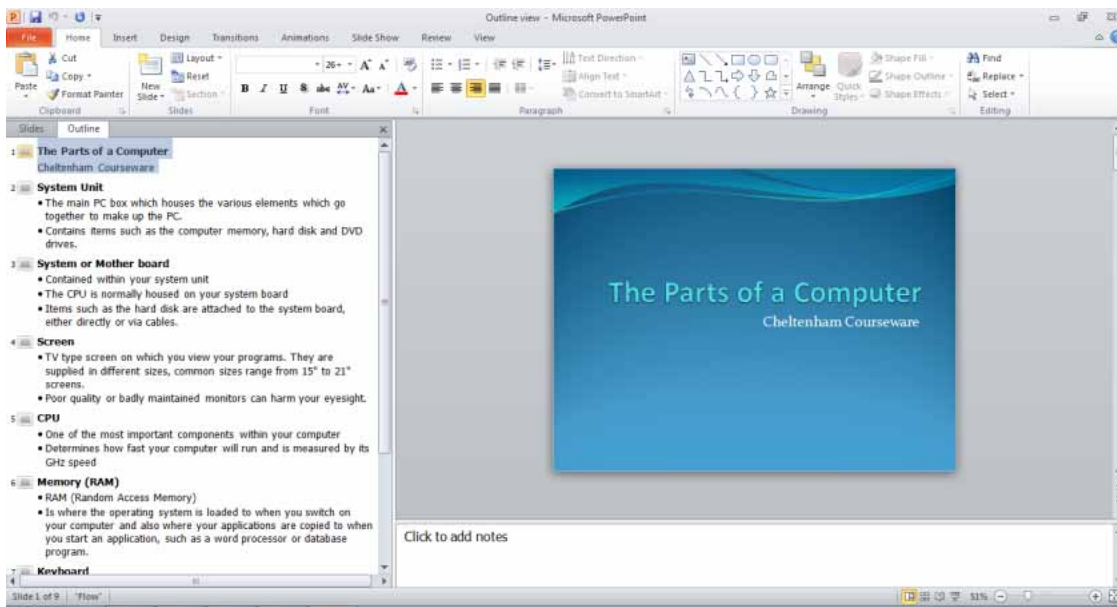 Outline view - Microsoft PowerPoint
File Home Insert Design Transitions Animations Slide Show Review View
Cut
Copy
Format Painter
Paste
Clipboard
New Slide
Layout
Reset
Section
Slides
26
B I U S abc AV Aa A
Font
Text Direction
Align Text
Convert to SmartArt
Paragraph
Arrange
Quick Styles
Shape Fill
Shape Outline
Shape Effects
Drawing
Find
Replace
Select
Editing
Slides Outline
1 The Parts of a Computer
Cheltenham Courseware
2 System Unit
• The main PC box which houses the various elements which go
together to make up the PC.
• Contains items such as the computer memory, hard disk and DVD
drives.
3 System or Mother board
• Contained within your system unit
• The CPU is normally housed on your system board
• Items such as the hard disk are attached to the system board,
either directly or via cables.
4 Screen
• TV type screen on which you view your programs. They are
supplied in different sizes, common sizes range from 15" to 21"
screens.
• Poor quality or badly maintained monitors can harm your eyesight.
5 CPU
• One of the most important components within your computer
• Determines how fast your computer will run and is measured by its
GHz speed
6 Memory (RAM)
• RAM (Random Access Memory)
• Is where the operating system is loaded to when you switch on
your computer and also where your applications are copied to when
you start an application, such as a word processor or database
program.
7 Keyboard
The Parts of a Computer
Cheltenham Courseware
Click to add notes
Slide 1 of 9 "Flow" 51%